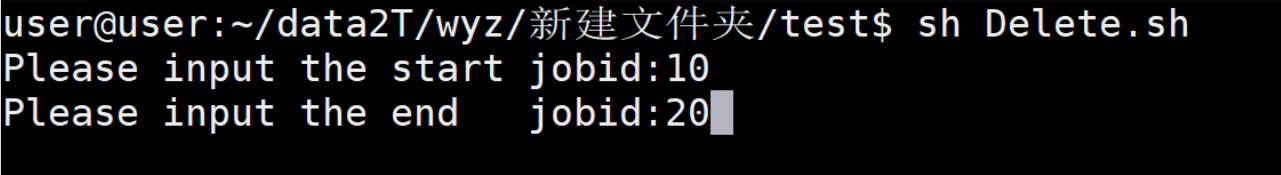 user@user:~/data2T/wyz/新建文件夹/test$ sh Delete.sh
Please input the start jobid:10
Please input the end   jobid:20